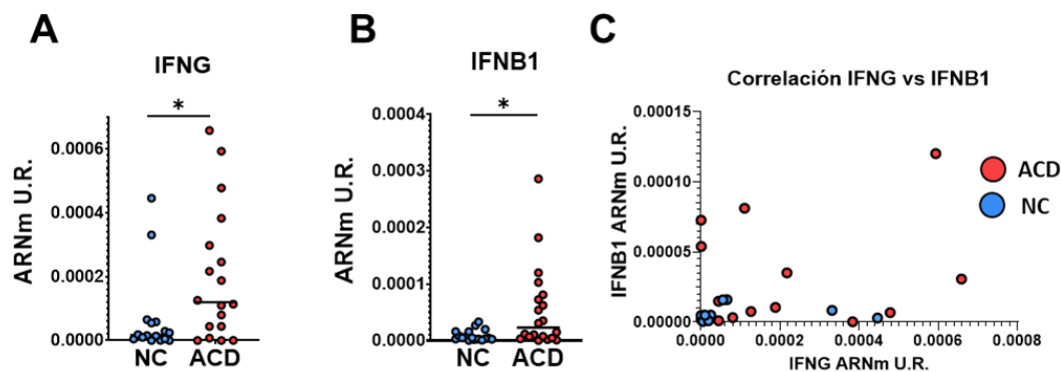 A
IFNG
*
ARNm U.R.
0.0006
0.0004
0.0002
0.0000
NC ACD
B
IFNB1
*
ARNm U.R.
0.0004
0.0003
0.0002
0.0001
0.0000
NC ACD
C
Correlación IFNG vs IFNB1
IFNB1 ARNm U.R.
0.00015
0.00010
0.00005
0.00000
0.0000 0.0002 0.0004 0.0006 0.0008
IFNG ARNm U.R.
ACD
NC